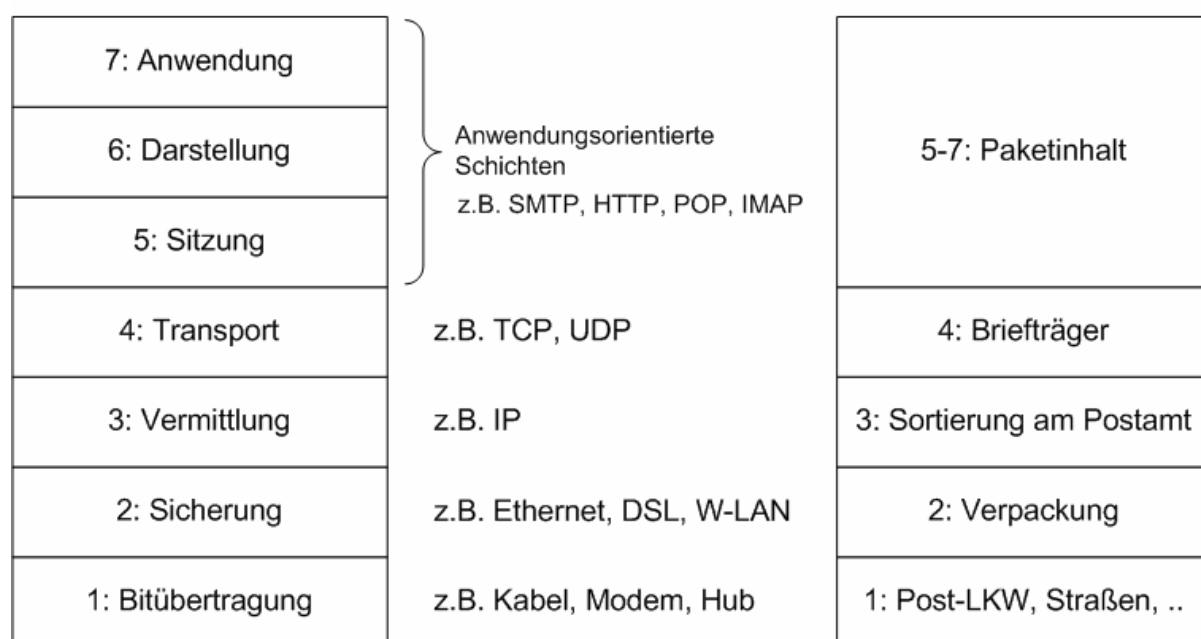 7: Anwendung
6: Darstellung
5: Sitzung
4: Transport
3: Vermittlung
2: Sicherung
1: Bitübertragung
Anwendungsorientierte
Schichten
z.B. SMTP, HTTP, POP, IMAP
z.B. TCP, UDP
z.B. IP
z.B. Ethernet, DSL, W-LAN
z.B. Kabel, Modem, Hub
5-7: Paketinhalt
4: Briefträger
3: Sortierung am Postamt
2: Verpackung
1: Post-LKW, Straßen, ..